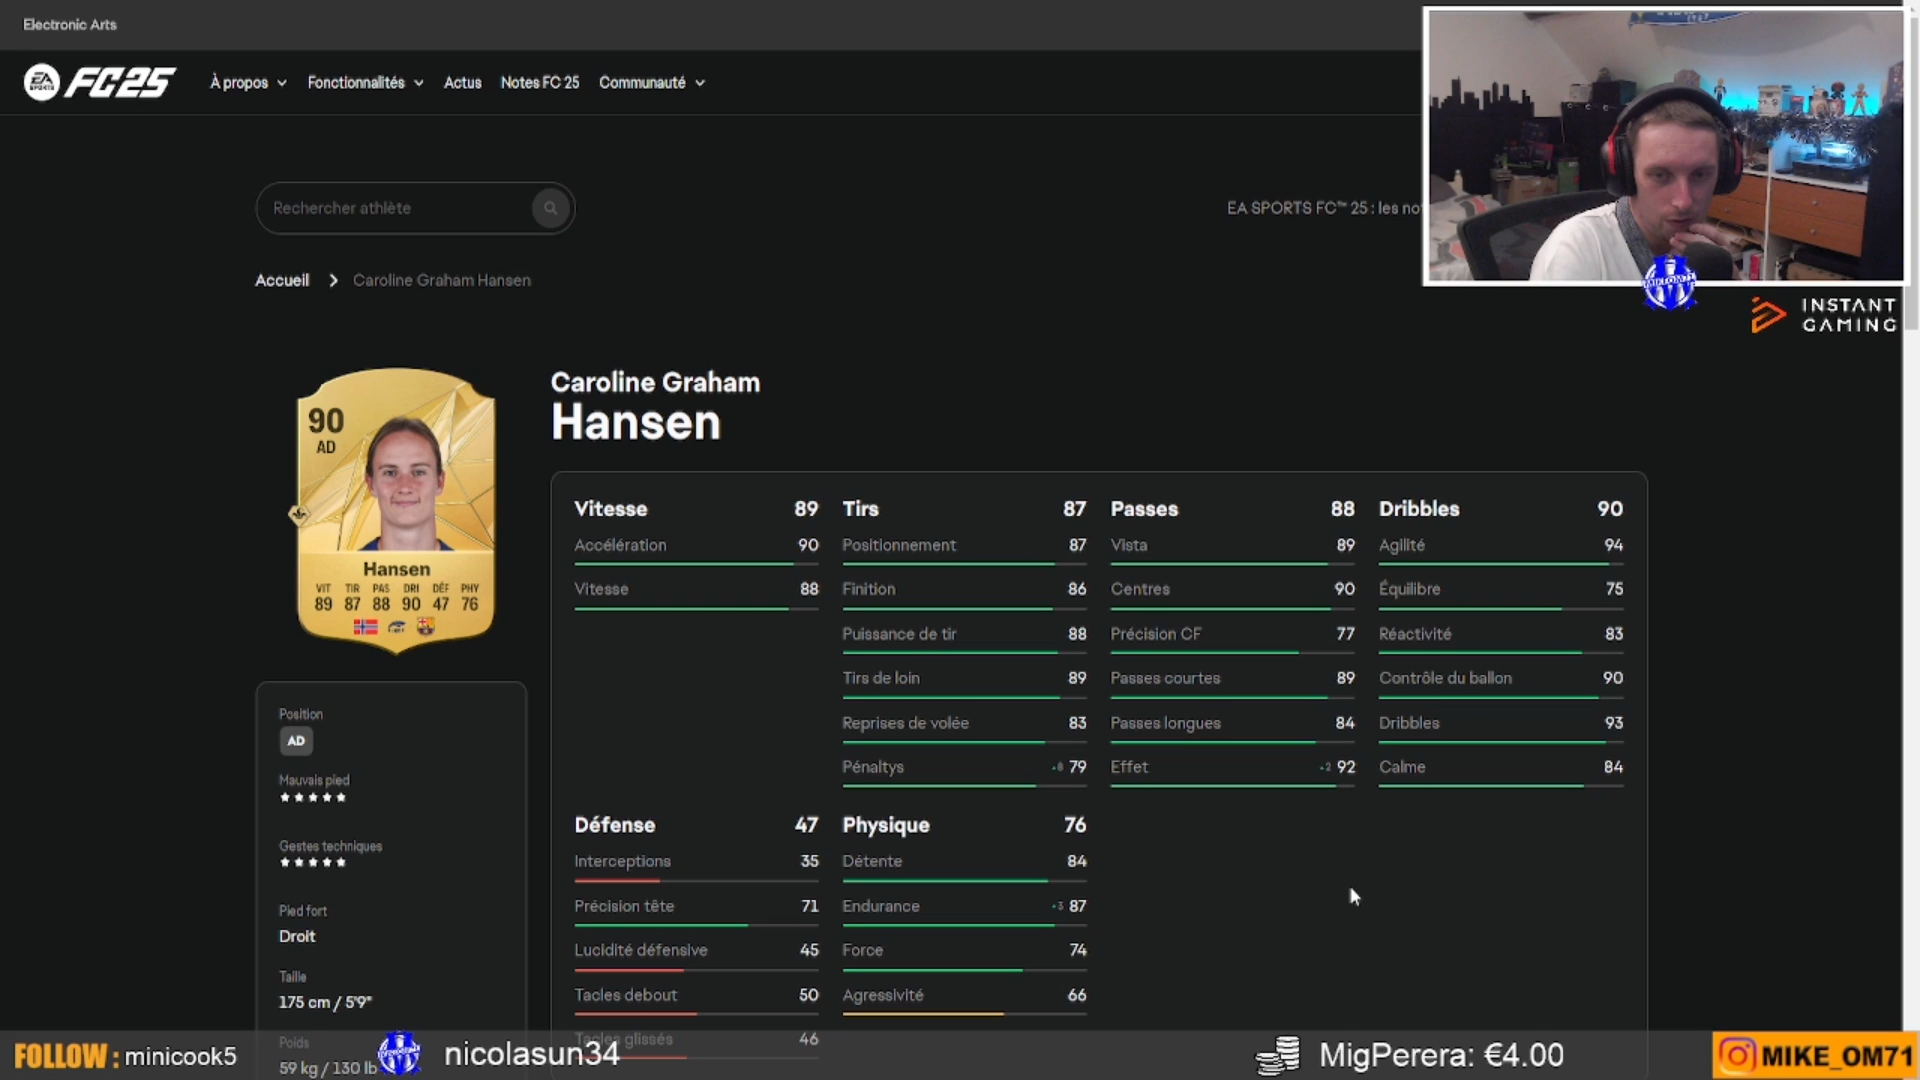 Electronic Arts
EA SPORTS FC25
À propos
Fonctionnalités
Actus
Notes FC 25
Communauté
Rechercher athlète
EA SPORTS FC™ 25 : les no
Accueil > Caroline Graham Hansen
INSTANT
GAMING
90
AD
Hansen
VIT TIR PAS DRI DÉF PHY
89 87 88 90 47 76
Caroline Graham
Hansen
Vitesse 89
Accélération 90
Vitesse 88
Tirs 87
Positionnement 87
Finition 86
Puissance de tir 88
Tirs de loin 89
Reprises de volée 83
Pénaltys +8 79
Passes 88
Vista 89
Centres 90
Précision CF 77
Passes courtes 89
Passes longues 84
Effet +2 92
Dribbles 90
Agilité 94
Équilibre 75
Réactivité 83
Contrôle du ballon 90
Dribbles 93
Calme 84
Défense 47
Interceptions 35
Précision tête 71
Lucidité défensive 45
Tacles debout 50
Tacles glissés 46
Physique 76
Détente 84
Endurance +3 87
Force 74
Agressivité 66
Position
AD
Mauvais pied
★★★★★
Gestes techniques
★★★★★
Pied fort
Droit
Taille
175 cm / 5'9"
Poids
59 kg / 130 lb
FOLLOW : minicook5
nicolasun34
MigPerera: €4.00
MIKE_OM71